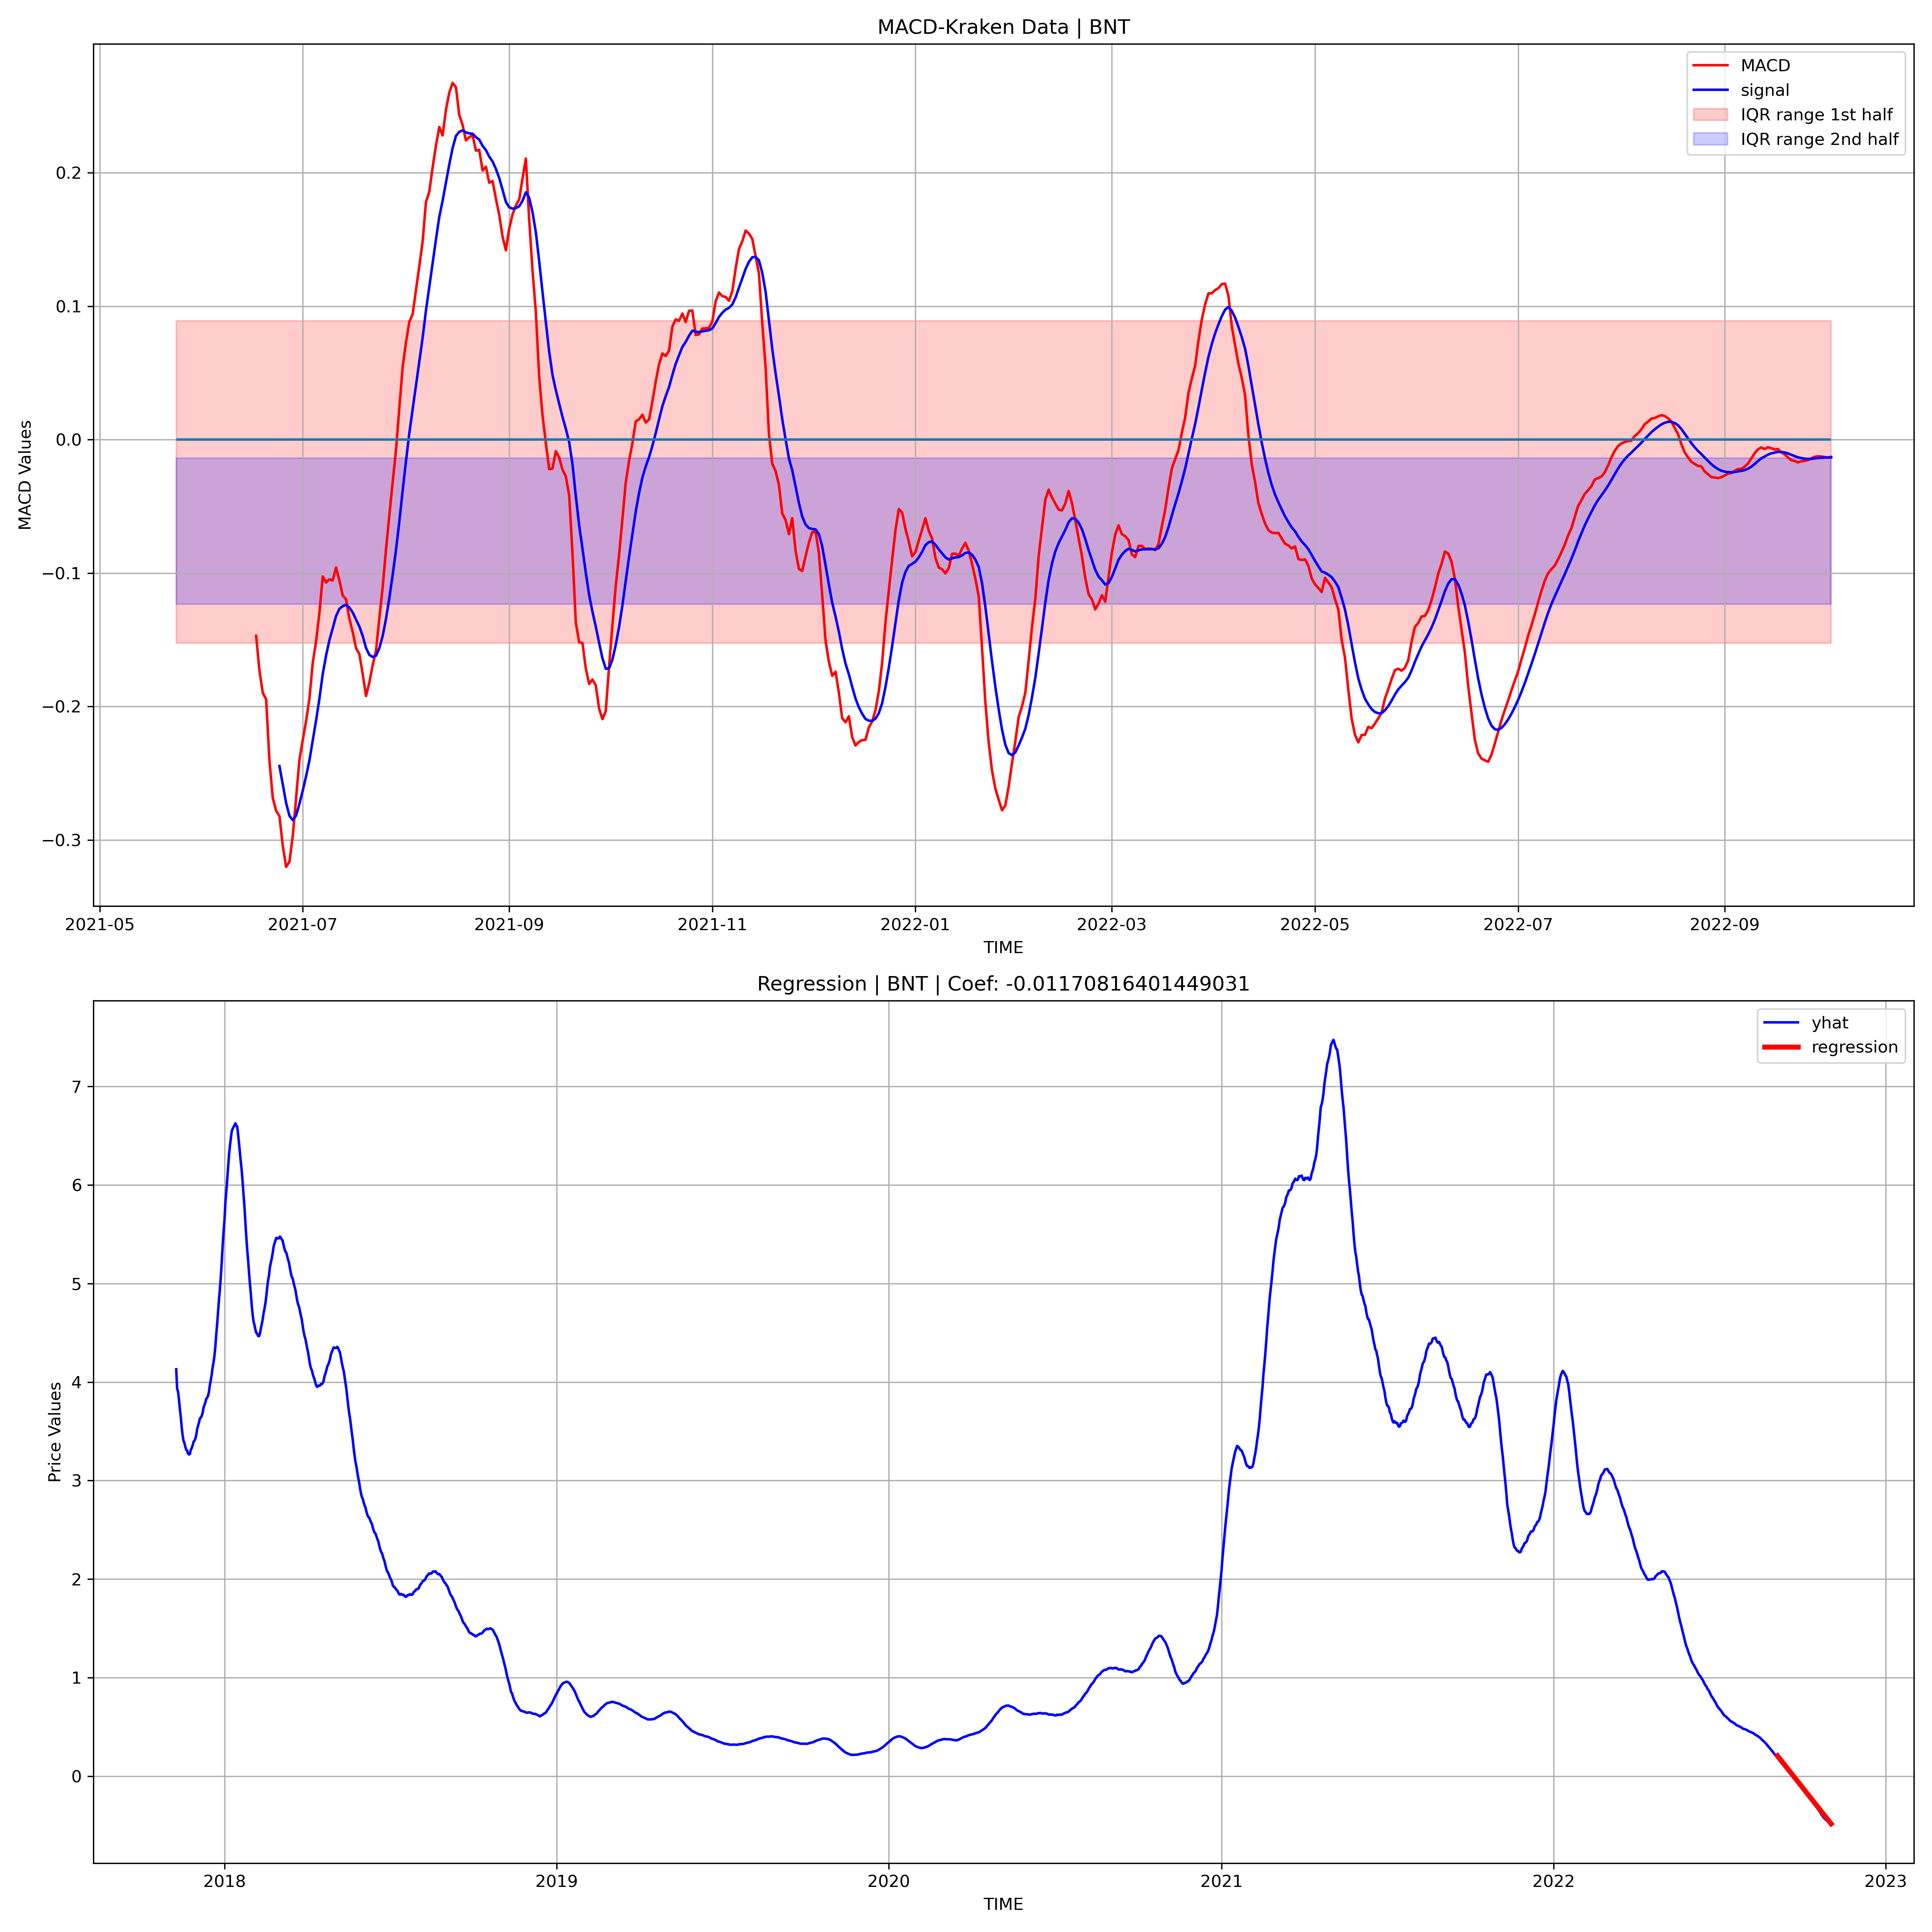 MACD-Kraken Data | BNT
MACD
signal
IQR range 1st half
IQR range 2nd half
MACD Values
0.2
0.1
0.0
−0.1
−0.2
−0.3
2021-05 2021-07 2021-09 2021-11 2022-01 2022-03 2022-05 2022-07 2022-09
TIME
Regression | BNT | Coef: -0.01170816401449031
yhat
regression
Price Values
7
6
5
4
3
2
1
0
2018 2019 2020 2021 2022 2023
TIME